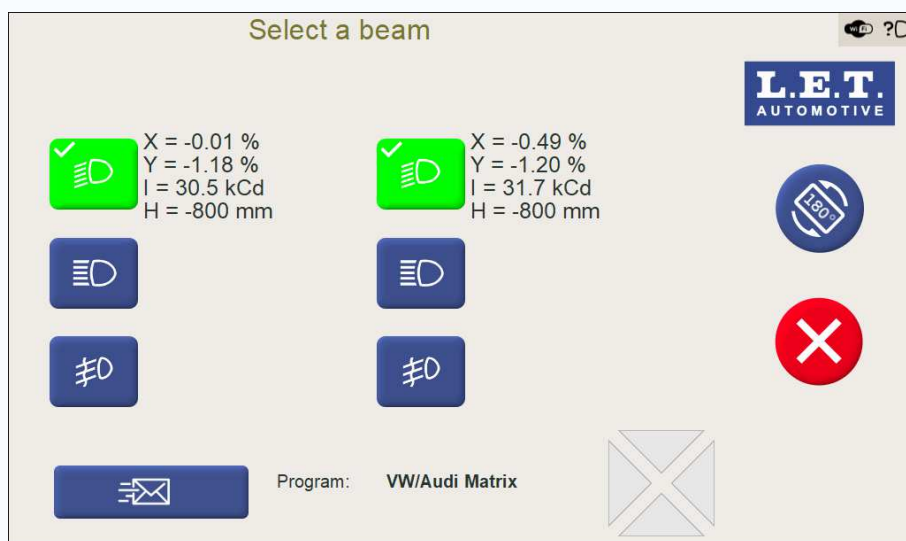 Select a beam
WiFi ?
L.E.T.
AUTOMOTIVE
X = -0.01 %
Y = -1.18 %
I = 30.5 kCd
H = -800 mm
X = -0.49 %
Y = -1.20 %
I = 31.7 kCd
H = -800 mm
180°
Program: VW/Audi Matrix